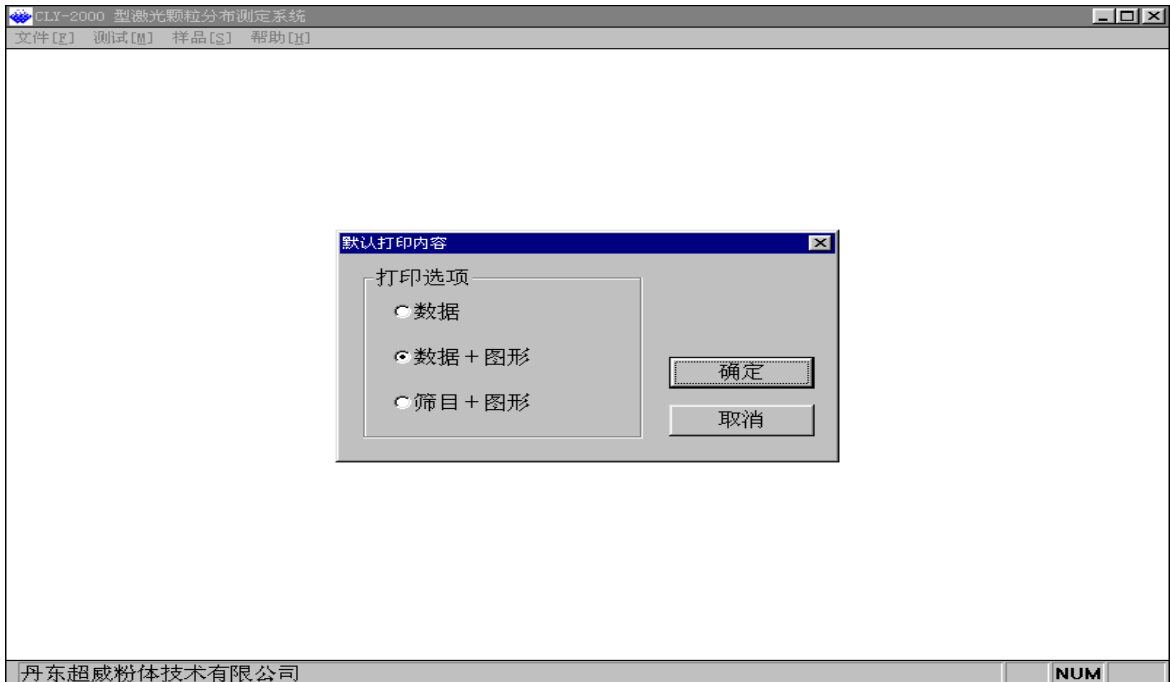 CLY-2000 型激光颗粒分布测定系统
文件[F] 测试[M] 样品[S] 帮助[H]
默认打印内容
打印选项
数据
数据＋图形
筛目＋图形
确定
取消
丹东超威粉体技术有限公司 NUM